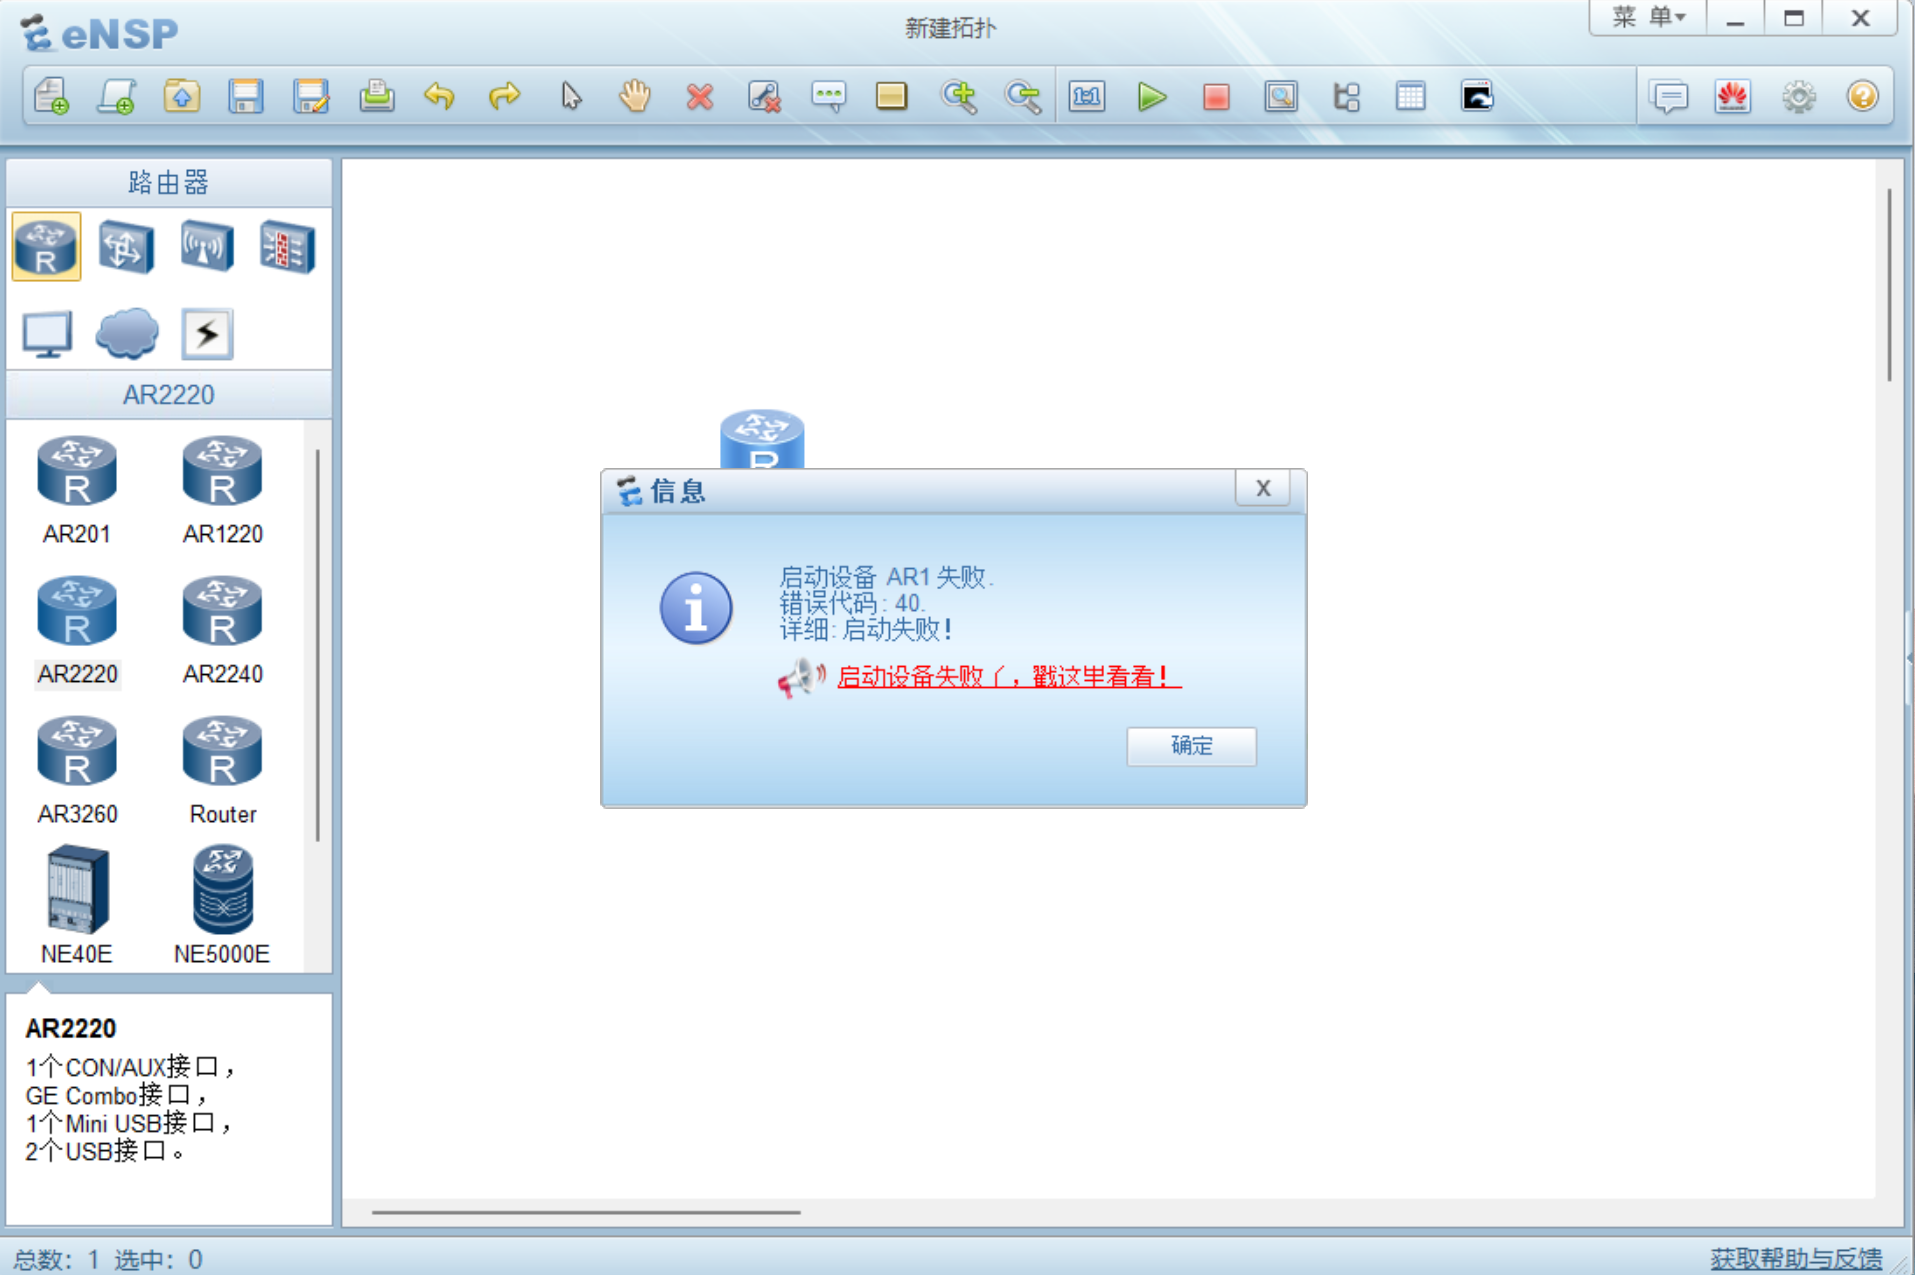 eNSP
新建拓扑
菜 单
路由器
R
AR2220
R
R
AR201
AR1220
R
R
AR2220
AR2240
R
R
AR3260
Router
NE40E
NE5000E
AR2220
1个CON/AUX接口，
GE Combo接口，
1个Mini USB接口，
2个USB接口。
R
信息
X
启动设备 AR1 失败.
错误代码: 40.
详细: 启动失败!
启动设备失败了，戳这里看看!
确定
总数: 1 选中: 0
获取帮助与反馈